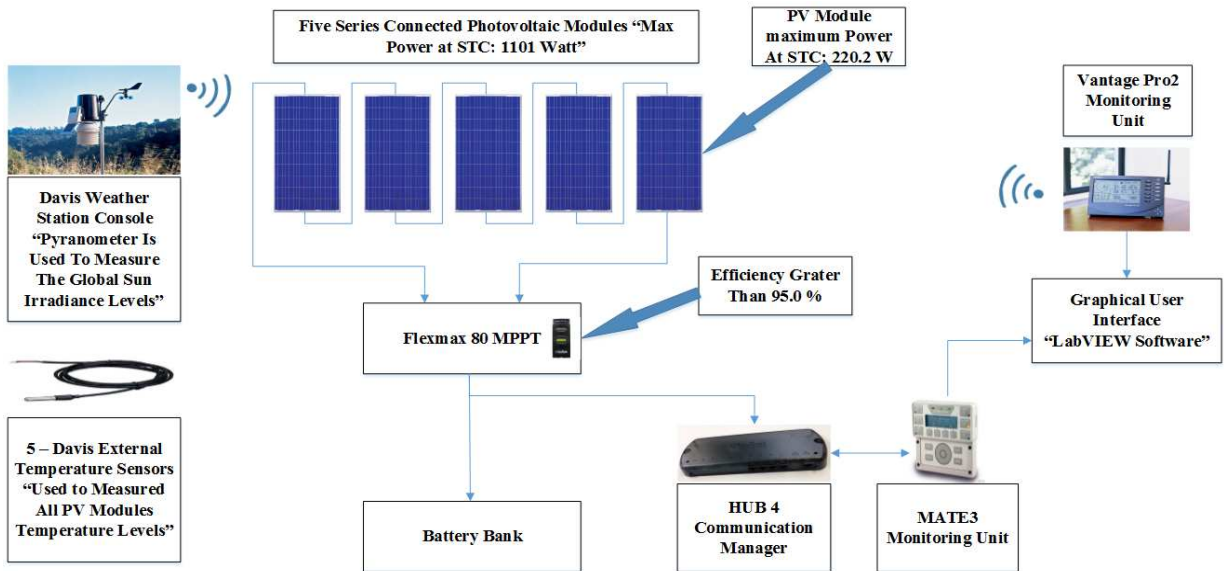 Five Series Connected Photovoltaic Modules “Max
Power at STC: 1101 Watt”
PV Module
maximum Power
At STC: 220.2 W
Vantage Pro2
Monitoring
Unit
Davis Weather
Station Console
“Pyranometer Is
Used To Measure
The Global Sun
Irradiance Levels”
Efficiency Grater
Than 95.0 %
Flexmax 80 MPPT
Graphical User
Interface
“LabVIEW Software”
5 – Davis External
Temperature Sensors
“Used to Measured
All PV Modules
Temperature Levels”
Battery Bank
HUB 4
Communication
Manager
MATE3
Monitoring Unit